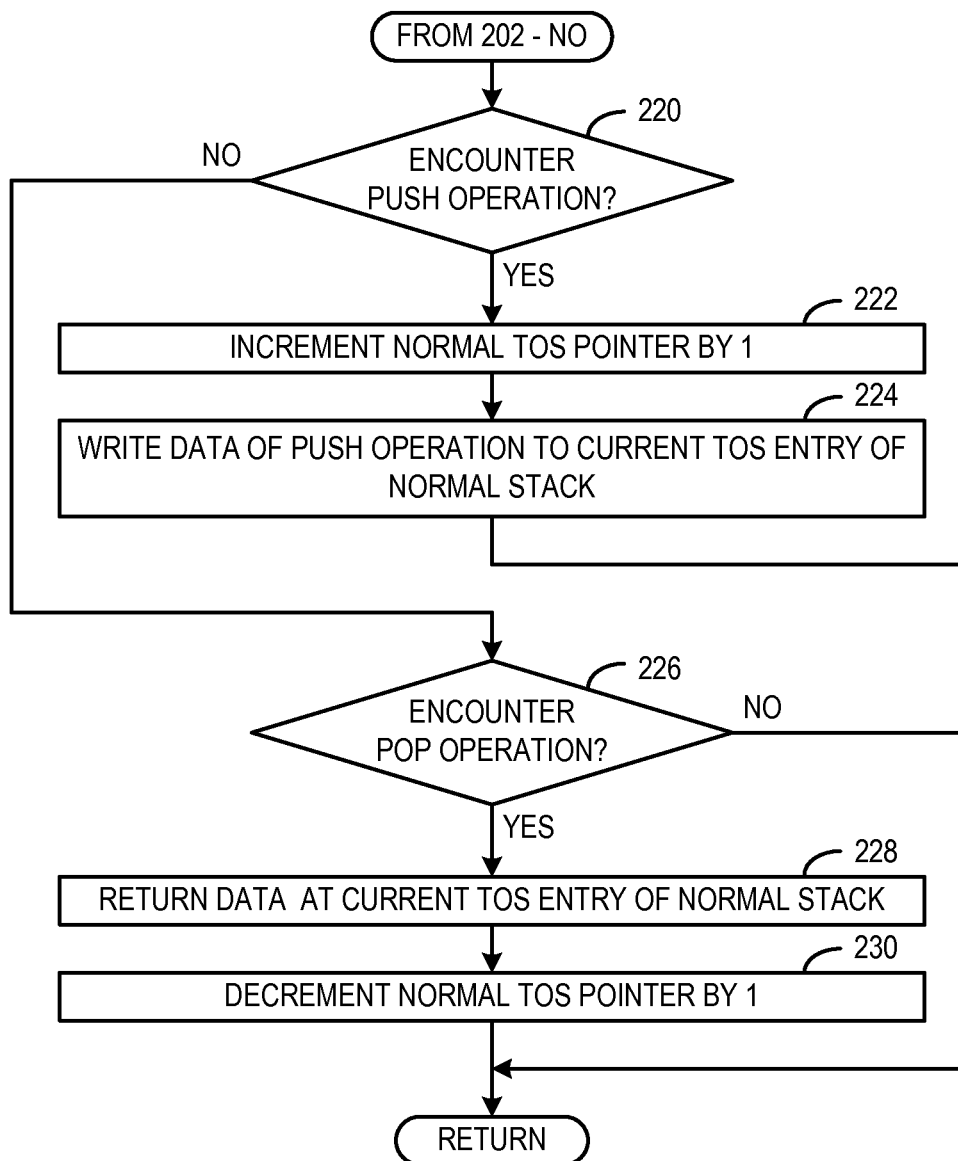 FROM 202 - NO
220
NO
ENCOUNTER
PUSH OPERATION?
YES
222
INCREMENT NORMAL TOS POINTER BY 1
224
WRITE DATA OF PUSH OPERATION TO CURRENT TOS ENTRY OF
NORMAL STACK
226
NO
ENCOUNTER
POP OPERATION?
YES
228
RETURN DATA AT CURRENT TOS ENTRY OF NORMAL STACK
230
DECREMENT NORMAL TOS POINTER BY 1
RETURN